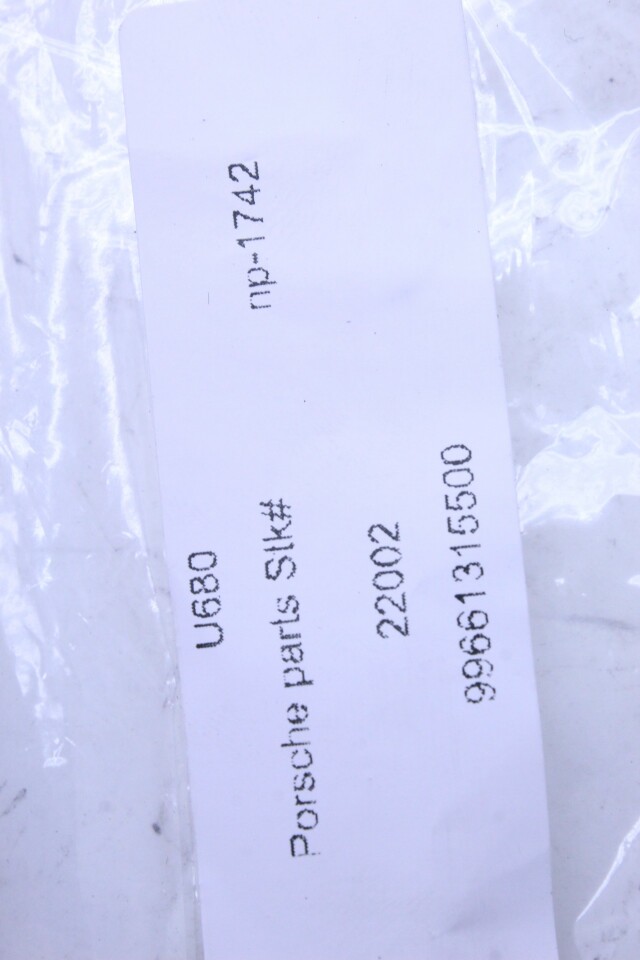 U680
np-1742
Porsche parts Stk#
22002
99661315500